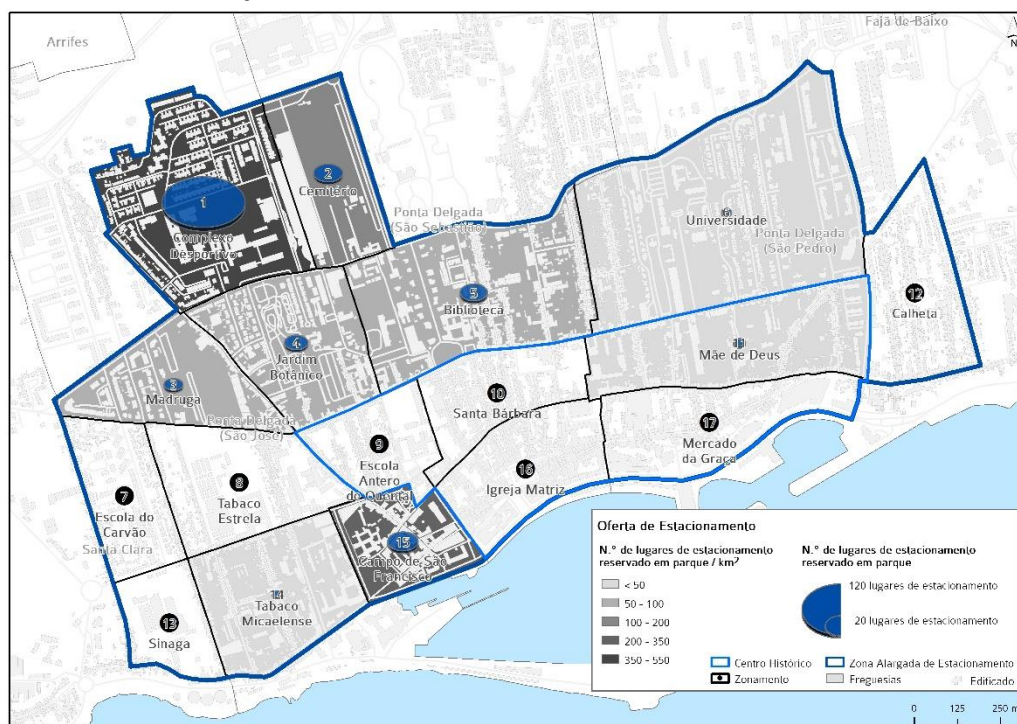 Arrifes
Fajã de Baixo
N
2
Cemitério
1
Complexo
Desportivo
Ponta Delgada
(São Sebastião)
6
Universidade
Ponta Delgada
(São Pedro)
5
Biblioteca
12
Calheta
4
Jardim
Botânico
11
Mãe de Deus
3
Madruga
10
Santa Bárbara
Ponta Delgada
(São José)
9
Escola
Antero
de Quental
17
Mercado
da Graça
16
Igreja Matriz
8
Tabaco
Estrela
7
Escola do
Carvão
Santa Clara
15
Campo de São
Francisco
14
Tabaco
Micaelense
13
Sinaga
Oferta de Estacionamento
N.° de lugares de estacionamento
reservado em parque / km²
< 50
50 - 100
100 - 200
200 - 350
350 - 550
N.° de lugares de estacionamento
reservado em parque
120 lugares de estacionamento
20 lugares de estacionamento
Centro Histórico
Zona Alargada de Estacionamento
Zonamento
Freguesias
Edificado
0 125 250 m